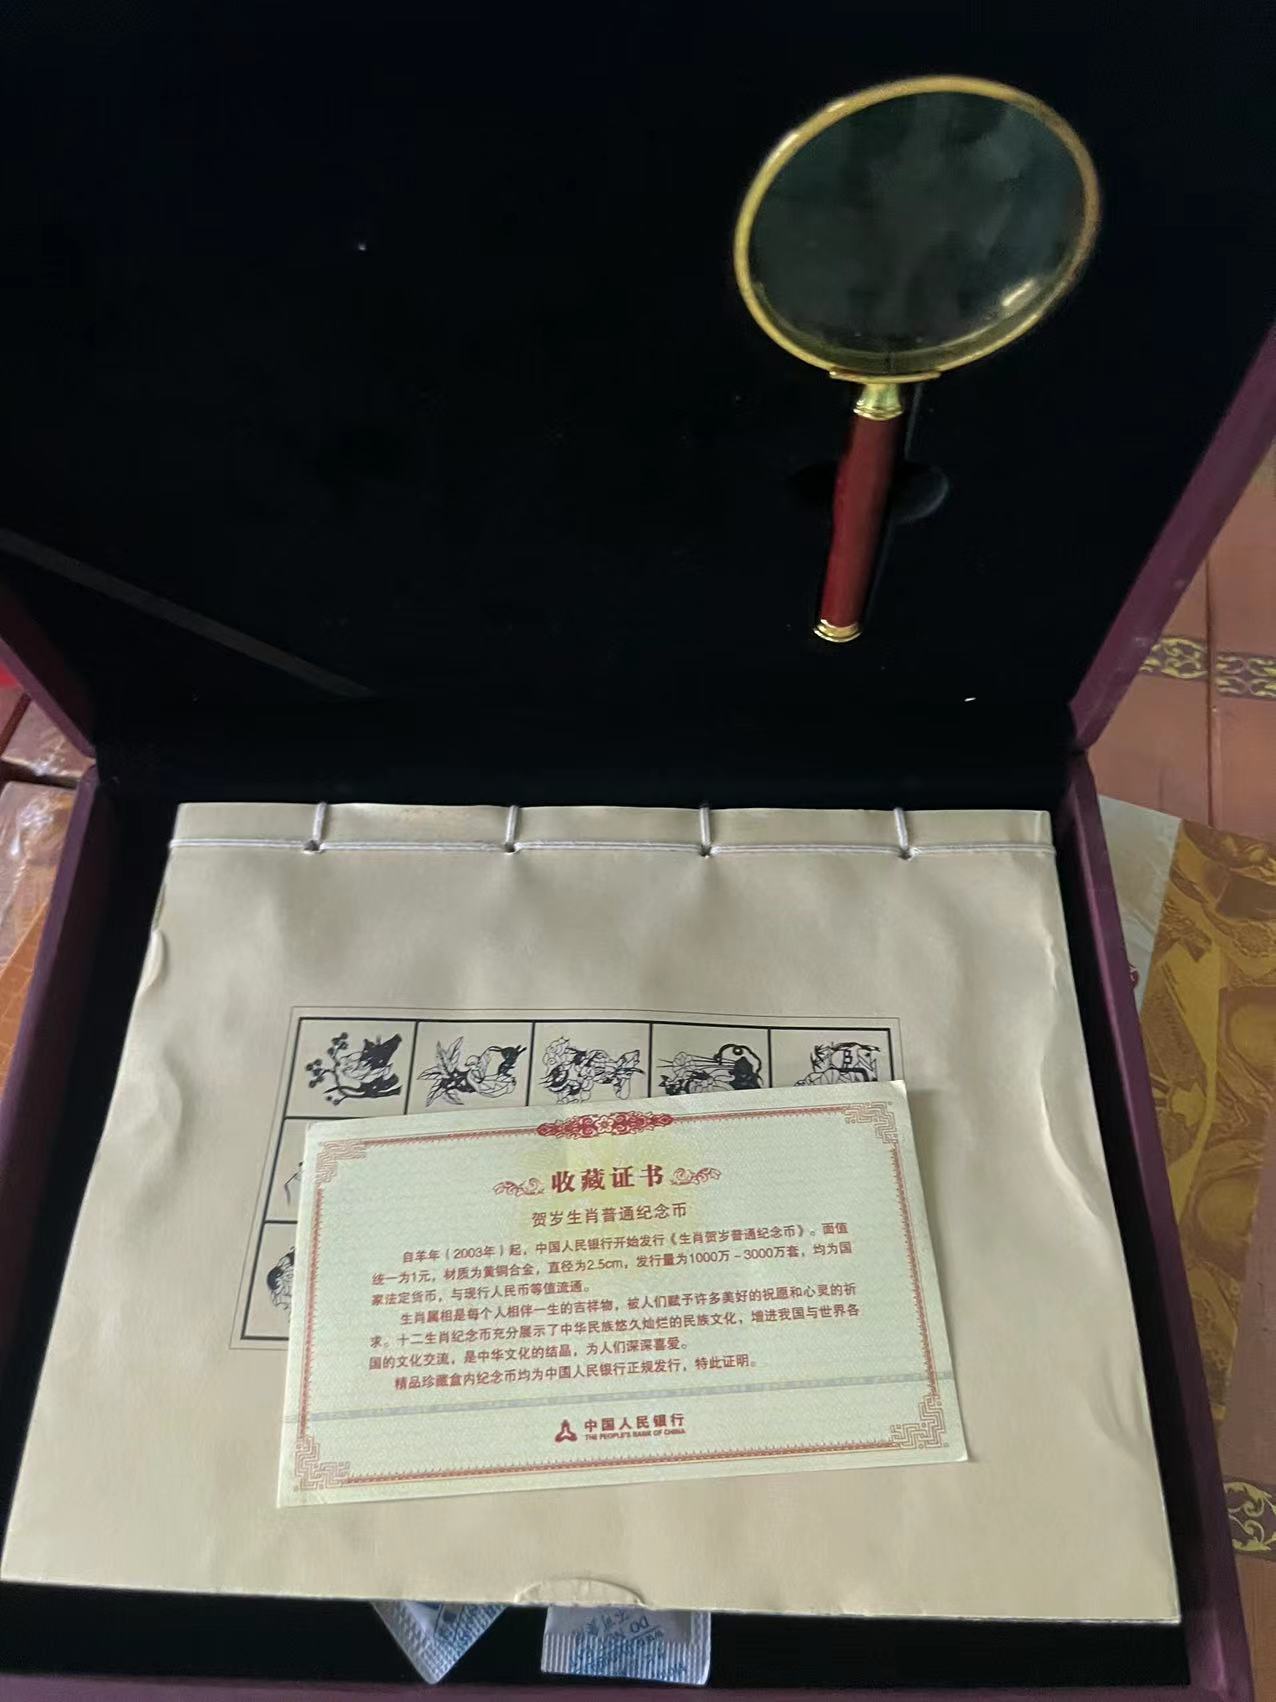 收藏证书
贺岁生肖普通纪念币
自羊年（2003年）起，中国人民银行开始发行《生肖贺岁普通纪念币》。面值
统一为1元，材质为黄铜合金，直径为2.5cm，发行量为1000万－3000万套，均为国
家法定货币，与现行人民币等值流通。
生肖属相是每个人相伴一生的吉祥物，被人们赋予许多美好的祝愿和心灵的祈
求。十二生肖纪念币充分展示了中华民族悠久灿烂的民族文化，增进我国与世界各
国的文化交流，是中华文化的结晶，为人们深深喜爱。
精品珍藏盒内纪念币均为中国人民银行正规发行，特此证明。
中国人民银行
THE PEOPLE'S BANK OF CHINA
DO NO